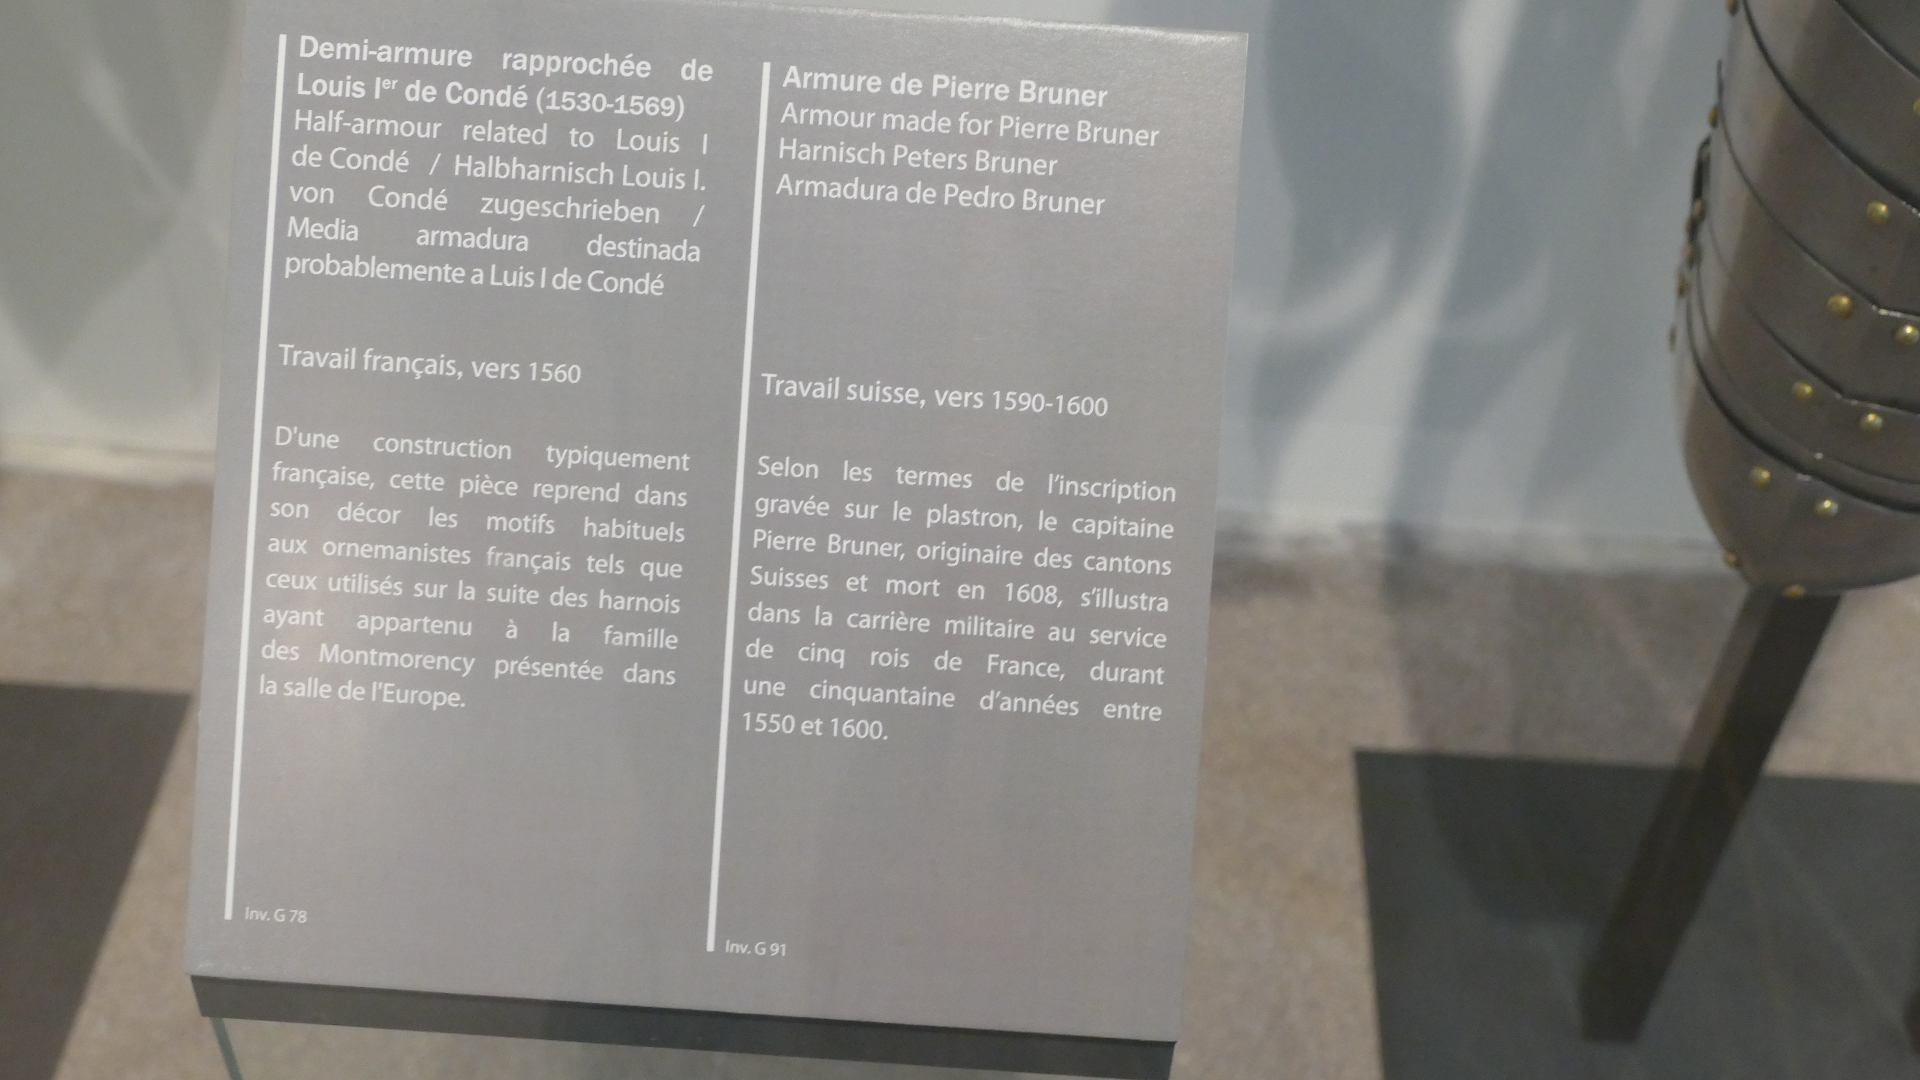 Demi-armure rapprochée de
Louis Ier de Condé (1530-1569)
Half-armour related to Louis I
de Condé / Halbharnisch Louis I.
von Condé zugeschrieben /
Media armadura destinada
probablemente a Luis I de Condé
Travail français, vers 1560
D'une construction typiquement
française, cette pièce reprend dans
son décor les motifs habituels
aux ornemanistes français tels que
ceux utilisés sur la suite des harnois
ayant appartenu à la famille
des Montmorency présentée dans
la salle de l'Europe.
Inv. G 78
Armure de Pierre Bruner
Armour made for Pierre Bruner
Harnisch Peters Bruner
Armadura de Pedro Bruner
Travail suisse, vers 1590-1600
Selon les termes de l'inscription
gravée sur le plastron, le capitaine
Pierre Bruner, originaire des cantons
Suisses et mort en 1608, s'illustra
dans la carrière militaire au service
de cinq rois de France, durant
une cinquantaine d'années entre
1550 et 1600.
Inv. G 91